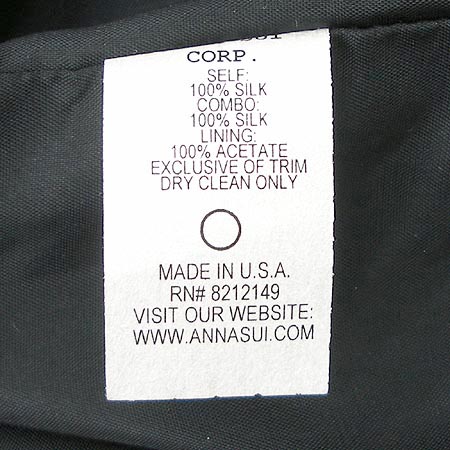 CORP.
SELF:
100% SILK
COMBO:
100% SILK
LINING:
100% ACETATE
EXCLUSIVE OF TRIM
DRY CLEAN ONLY
MADE IN U.S.A.
RN# 8212149
VISIT OUR WEBSITE:
WWW.ANNASUI.COM